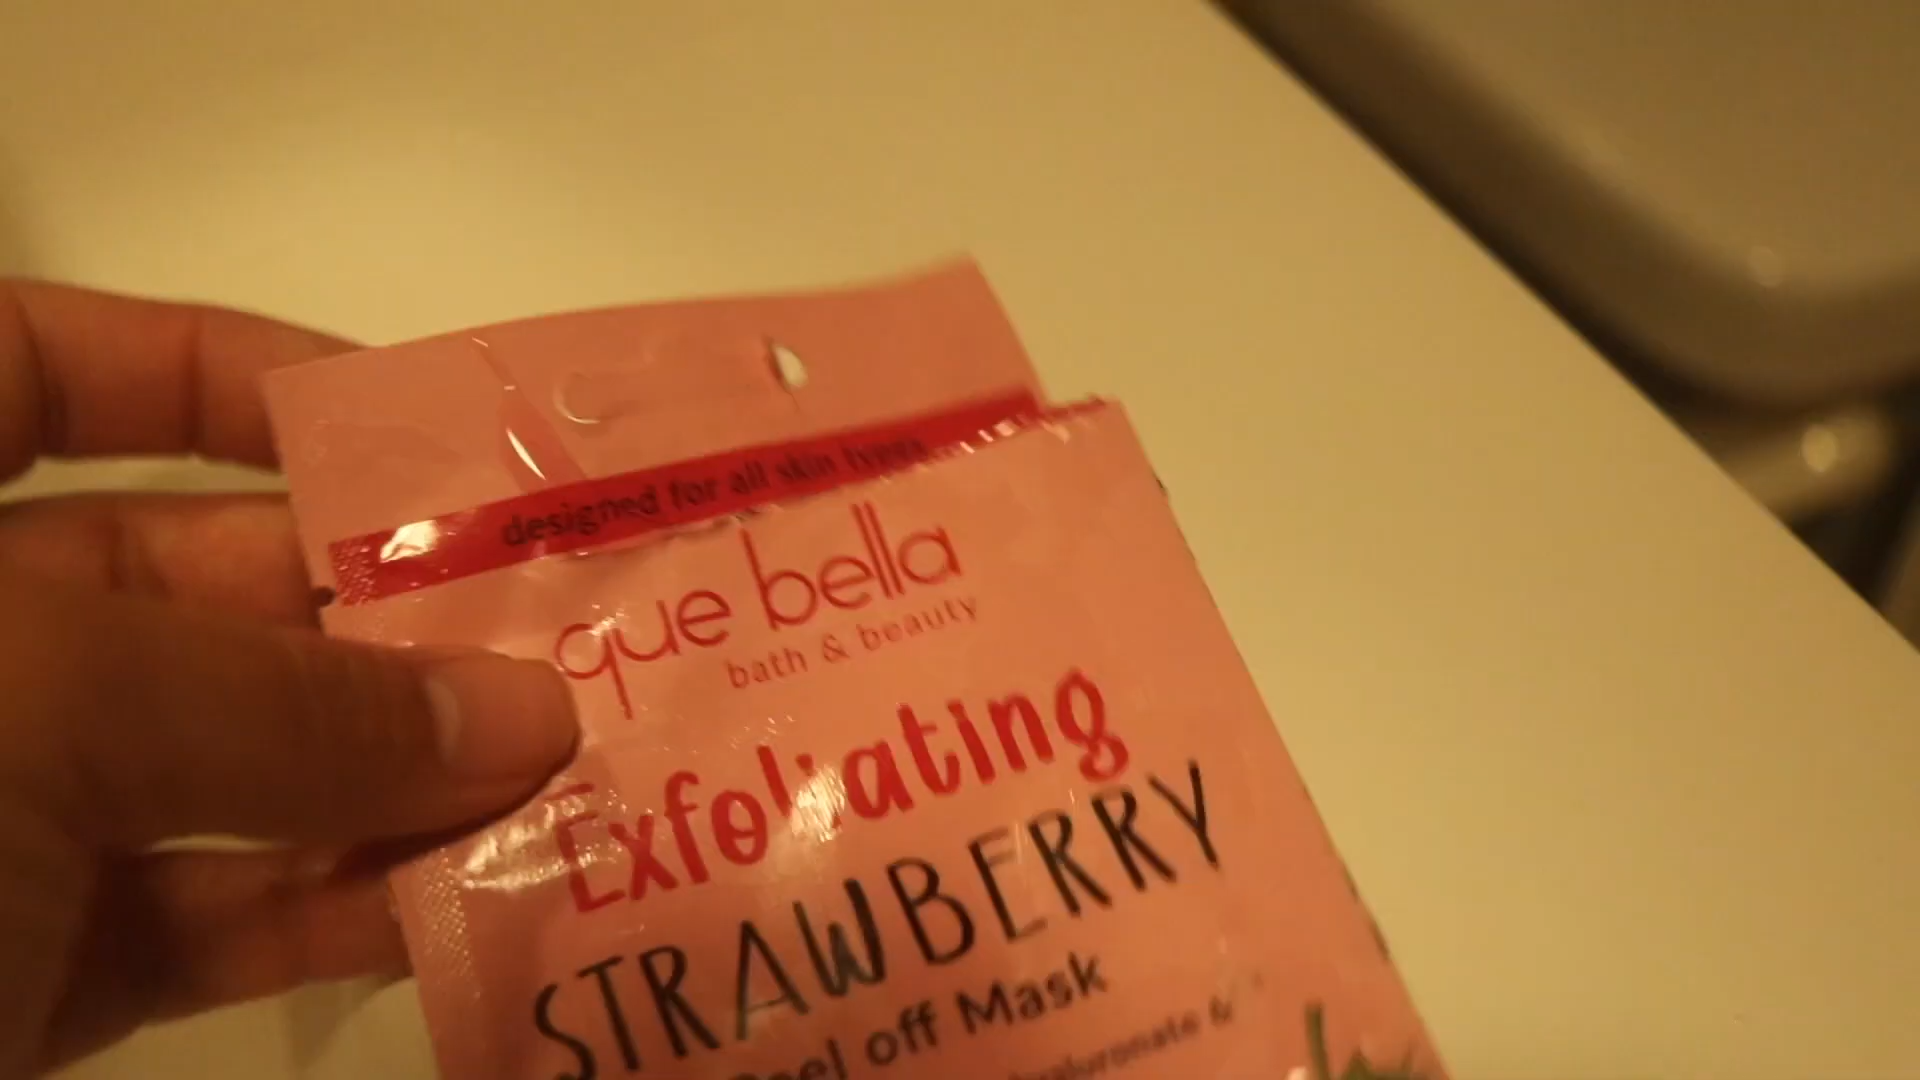 designed for all skin types
que bella
bath & beauty
Exfoliating
STRAWBERRY
Peel off Mask
&